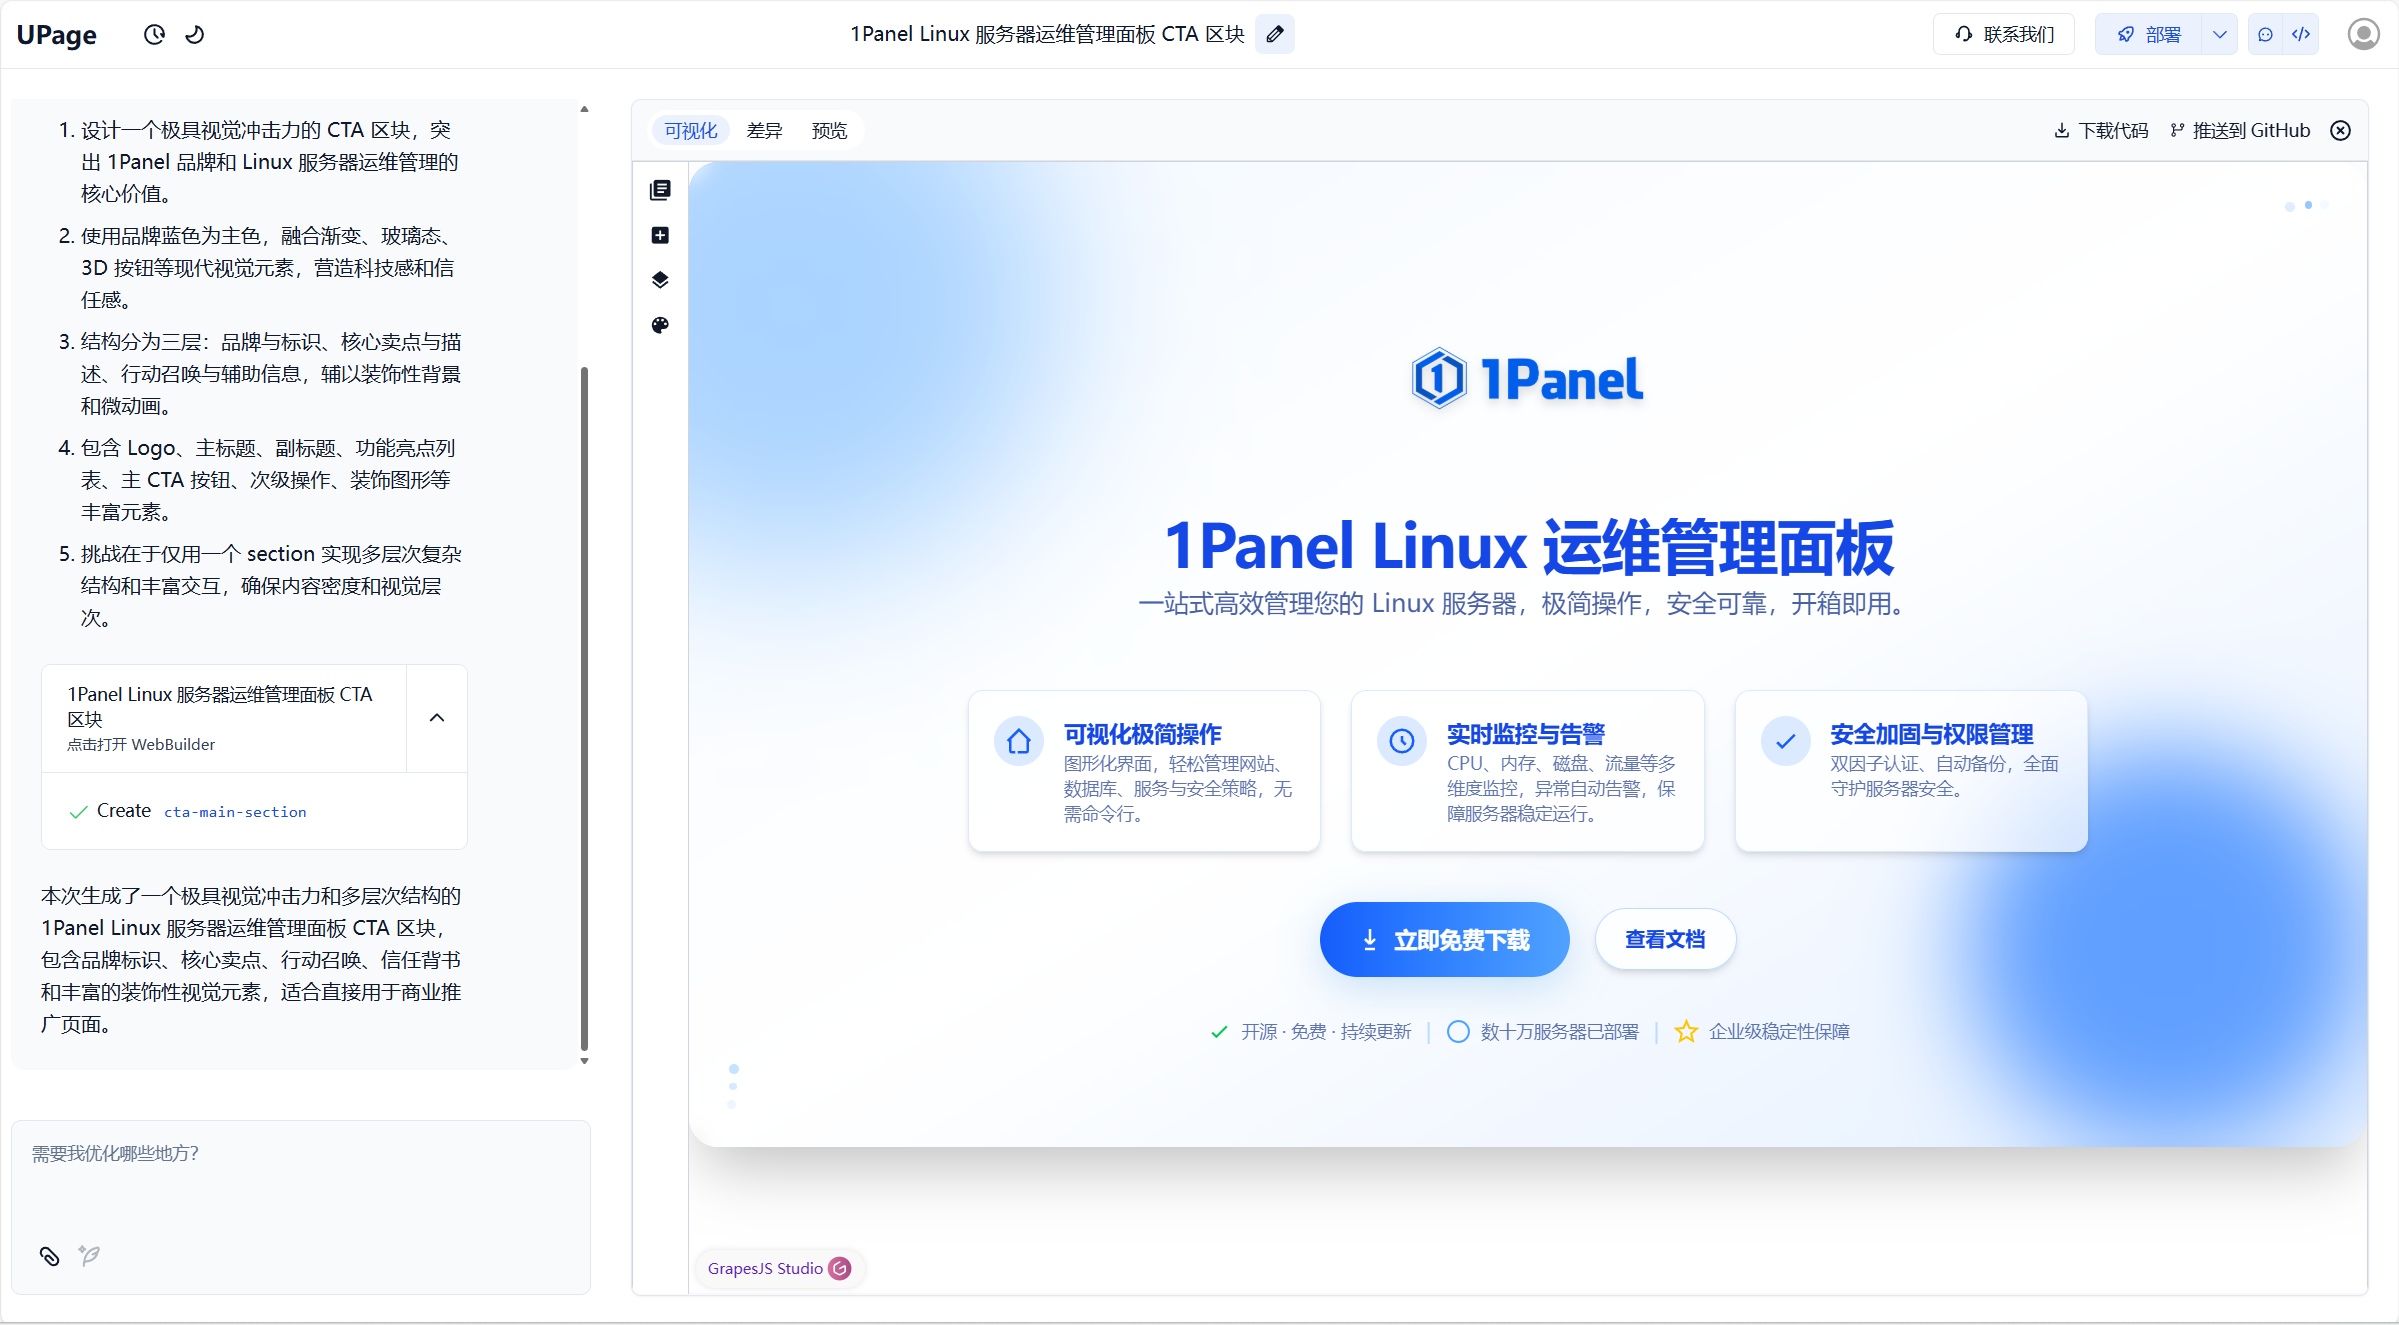 UPage
1Panel Linux 服务器运维管理面板 CTA 区块
联系我们
部署
1. 设计一个极具视觉冲击力的 CTA 区块，突
出 1Panel 品牌和 Linux 服务器运维管理的
核心价值。
2. 使用品牌蓝色为主色，融合渐变、玻璃态、
3D 按钮等现代视觉元素，营造科技感和信
任感。
3. 结构分为三层：品牌与标识、核心卖点与描
述、行动召唤与辅助信息，辅以装饰性背景
和微动画。
4. 包含 Logo、主标题、副标题、功能亮点列
表、主 CTA 按钮、次级操作、装饰图形等
丰富元素。
5. 挑战在于仅用一个 section 实现多层次复杂
结构和丰富交互，确保内容密度和视觉层
次。
1Panel Linux 服务器运维管理面板 CTA
区块
点击打开 WebBuilder
Create cta-main-section
本次生成了一个极具视觉冲击力和多层次结构的
1Panel Linux 服务器运维管理面板 CTA 区块，
包含品牌标识、核心卖点、行动召唤、信任背书
和丰富的装饰性视觉元素，适合直接用于商业推
广页面。
需要我优化哪些地方?
可视化 差异 预览
下载代码 推送到 GitHub
1Panel
1Panel Linux 运维管理面板
一站式高效管理您的 Linux 服务器，极简操作，安全可靠，开箱即用。
可视化极简操作
图形化界面，轻松管理网站、
数据库、服务与安全策略，无
需命令行。
实时监控与告警
CPU、内存、磁盘、流量等多
维度监控，异常自动告警，保
障服务器稳定运行。
安全加固与权限管理
双因子认证、自动备份，全面
守护服务器安全。
立即免费下载
查看文档
开源 · 免费 · 持续更新
数十万服务器已部署
企业级稳定性保障
GrapesJS Studio